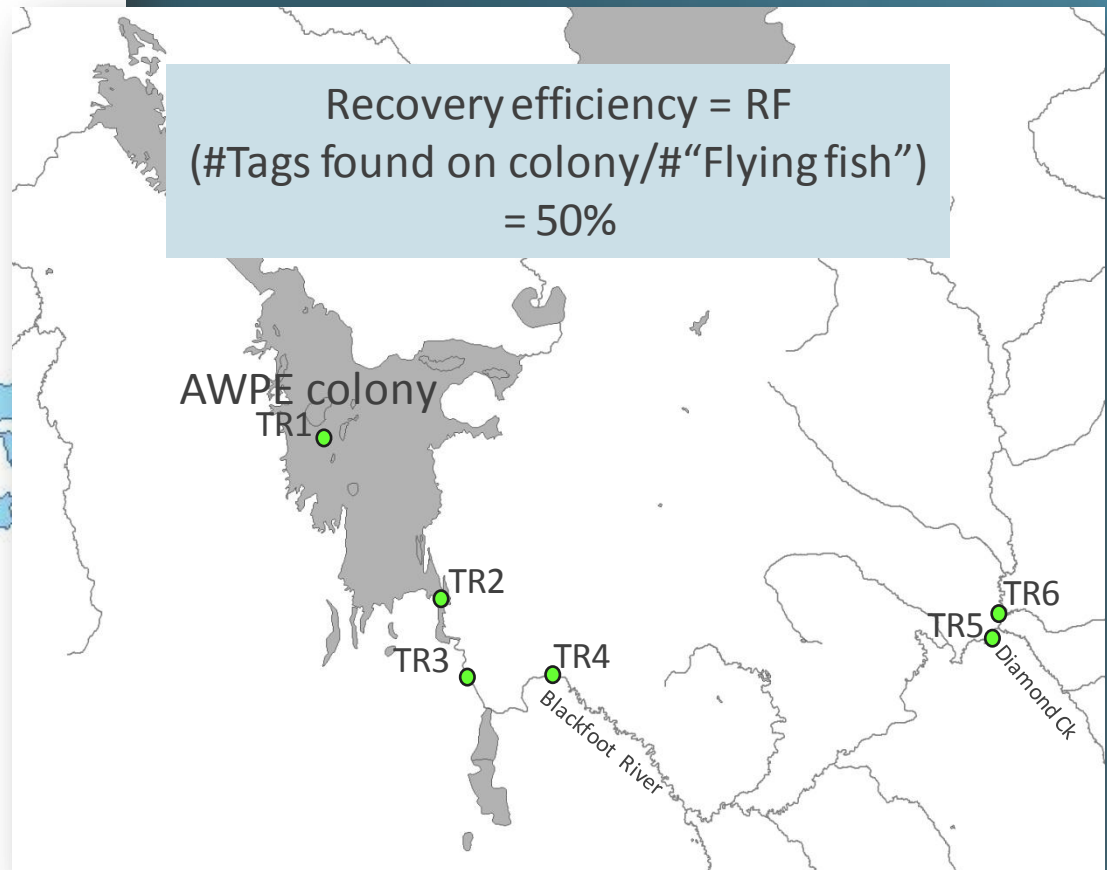 Recovery efficiency = RF
(#Tags found on colony/#“Flying fish”)
= 50%
AWPE colony
TR1
TR2
TR6
TR5
TR3
TR4
Diamond Ck
Blackfoot River